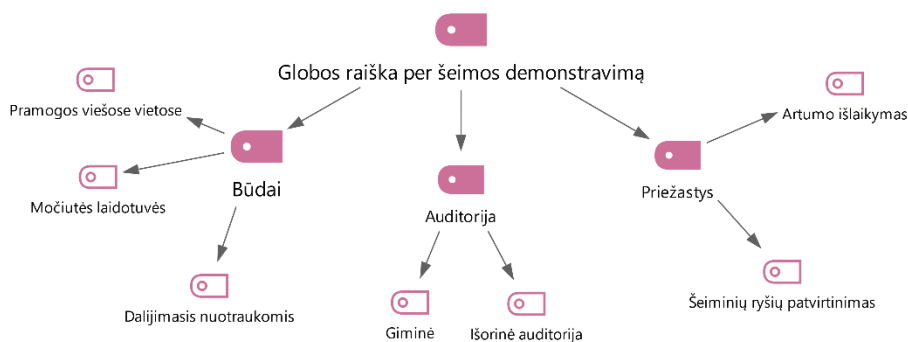 Globos raiška per šeimos demonstravimą
Pramogos viešose vietose
Artumo išlaikymas
Būdai
Močiutės laidotuvės
Auditorija
Priežastys
Dalijimasis nuotraukomis
Giminė
Išorinė auditorija
Šeiminių ryšių patvirtinimas